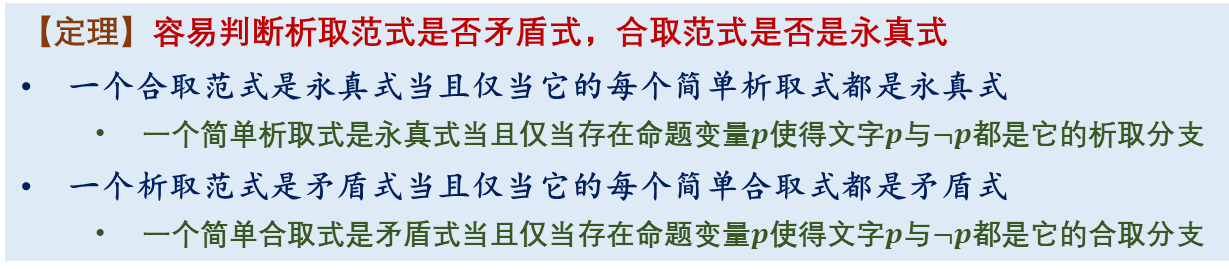 【定理】容易判断析取范式是否矛盾式，合取范式是否是永真式
• 一个合取范式是永真式当且仅当它的每个简单析取式都是永真式
• 一个简单析取式是永真式当且仅当存在命题变量p使得文字p与¬p都是它的析取分支
• 一个析取范式是矛盾式当且仅当它的每个简单合取式都是矛盾式
• 一个简单合取式是矛盾式当且仅当存在命题变量p使得文字p与¬p都是它的合取分支